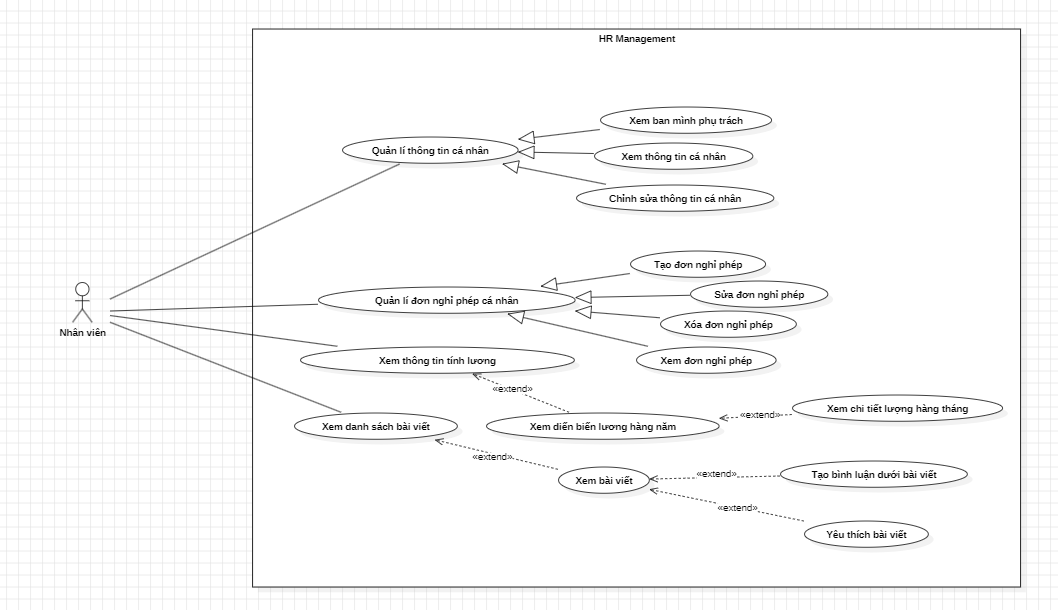 HR Management
Xem ban mình phụ trách
Quản lí thông tin cá nhân
Xem thông tin cá nhân
Chỉnh sửa thông tin cá nhân
Tạo đơn nghỉ phép
Sửa đơn nghỉ phép
Quản lí đơn nghỉ phép cá nhân
Xóa đơn nghỉ phép
Nhân viên
Xem thông tin tính lương
Xem đơn nghỉ phép
«extend»
Xem chi tiết lượng hàng tháng
«extend»
Xem danh sách bài viết
Xem diến biến lương hàng năm
«extend»
Tạo bình luận dưới bài viết
«extend»
Xem bài viết
«extend»
Yêu thích bài viết